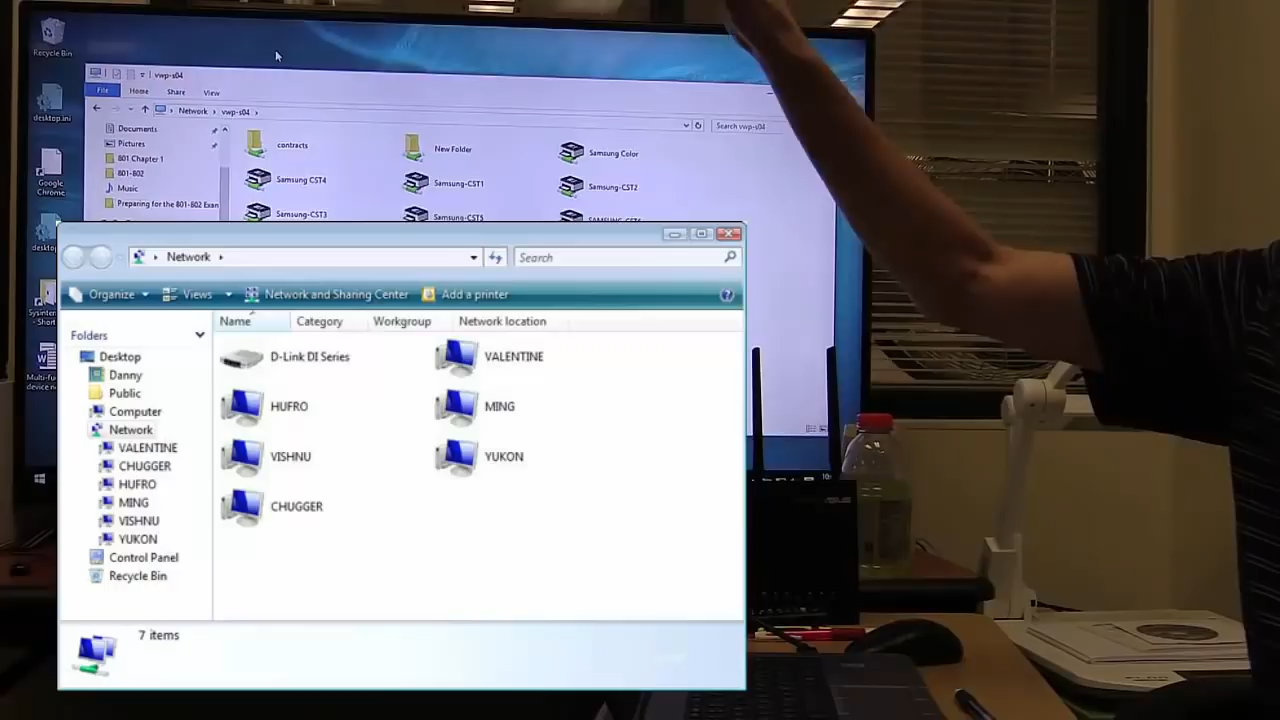 Recycle Bin
vwp-s04
File Home Share View
Network › vwp-s04 ›
Search vwp-s04
desktop.ini
Google
Chrome
Documents
Pictures
801 Chapter 1
801-802
Music
Preparing for the 801-802 Exan
contracts
New Folder
Samsung Color
Samsung CST4
Samsung-CST1
Samsung-CST2
Samsung-CST3
Samsung-CST5
Network
Search
Organize Views Network and Sharing Center Add a printer
Name Category Workgroup Network location
Folders
Desktop
Danny
Public
Computer
Network
VALENTINE
CHUGGER
HUFRO
MING
VISHNU
YUKON
Control Panel
Recycle Bin
D-Link DI Series
VALENTINE
HUFRO
MING
VISHNU
YUKON
CHUGGER
7 items